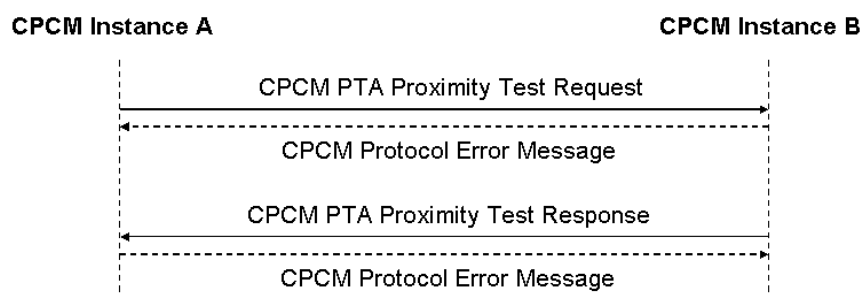 CPCM Instance A
CPCM Instance B
CPCM PTA Proximity Test Request
CPCM Protocol Error Message
CPCM PTA Proximity Test Response
CPCM Protocol Error Message